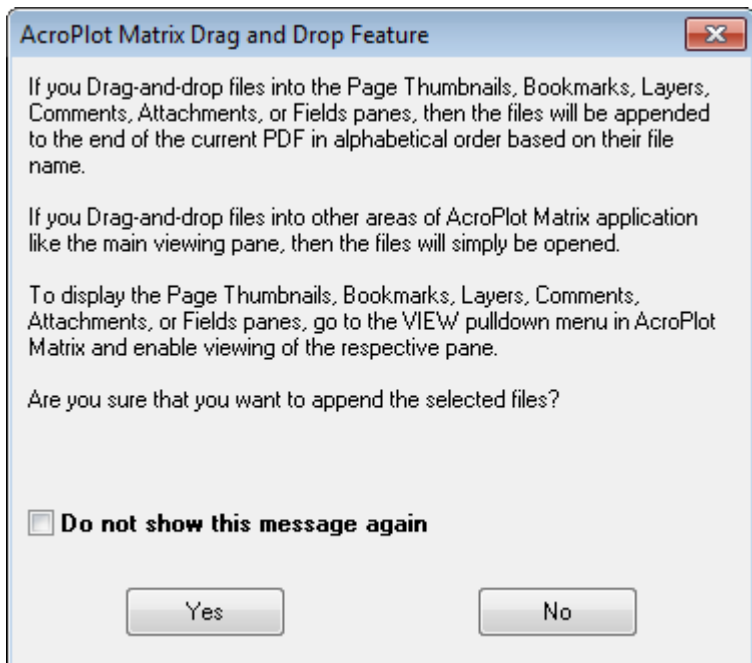 AcroPlot Matrix Drag and Drop Feature
If you Drag-and-drop files into the Page Thumbnails, Bookmarks, Layers,
Comments, Attachments, or Fields panes, then the files will be appended
to the end of the current PDF in alphabetical order based on their file
name.
If you Drag-and-drop files into other areas of AcroPlot Matrix application
like the main viewing pane, then the files will simply be opened.
To display the Page Thumbnails, Bookmarks, Layers, Comments,
Attachments, or Fields panes, go to the VIEW pulldown menu in AcroPlot
Matrix and enable viewing of the respective pane.
Are you sure that you want to append the selected files?
Do not show this message again
Yes No